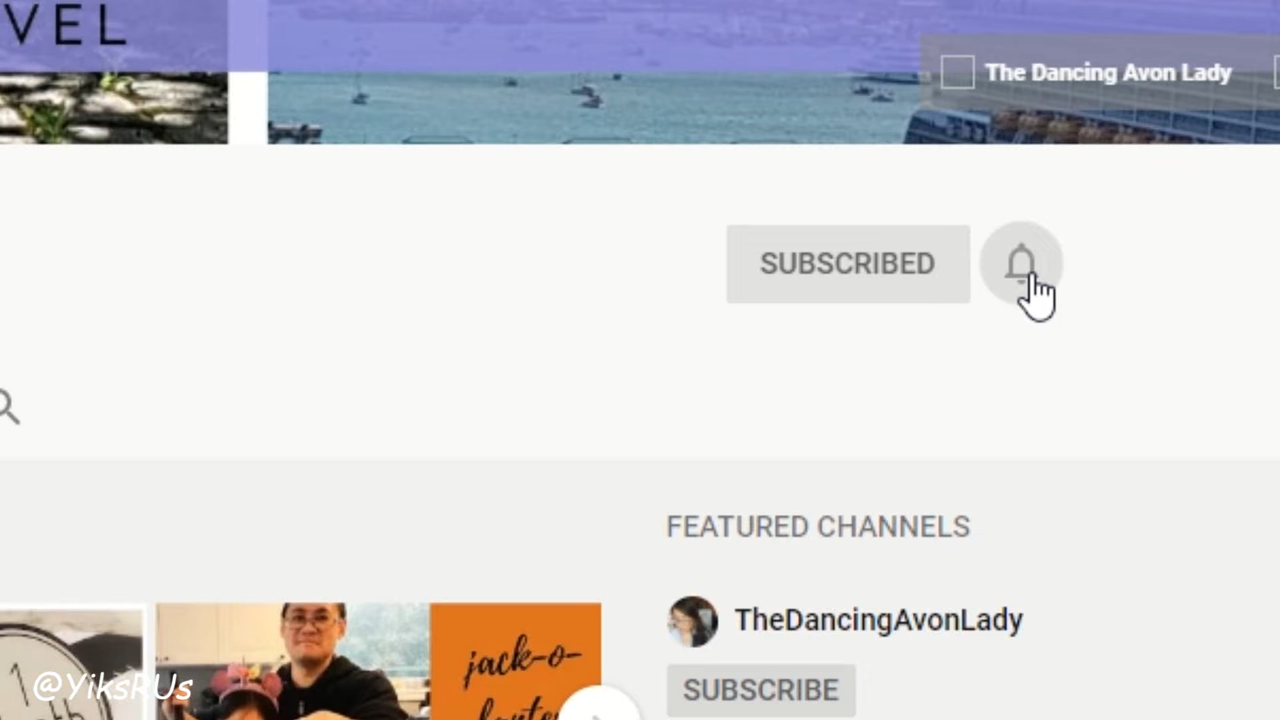 VEL
The Dancing Avon Lady
SUBSCRIBED
FEATURED CHANNELS
TheDancingAvonLady
SUBSCRIBE
jack-o-
@YiksRUs